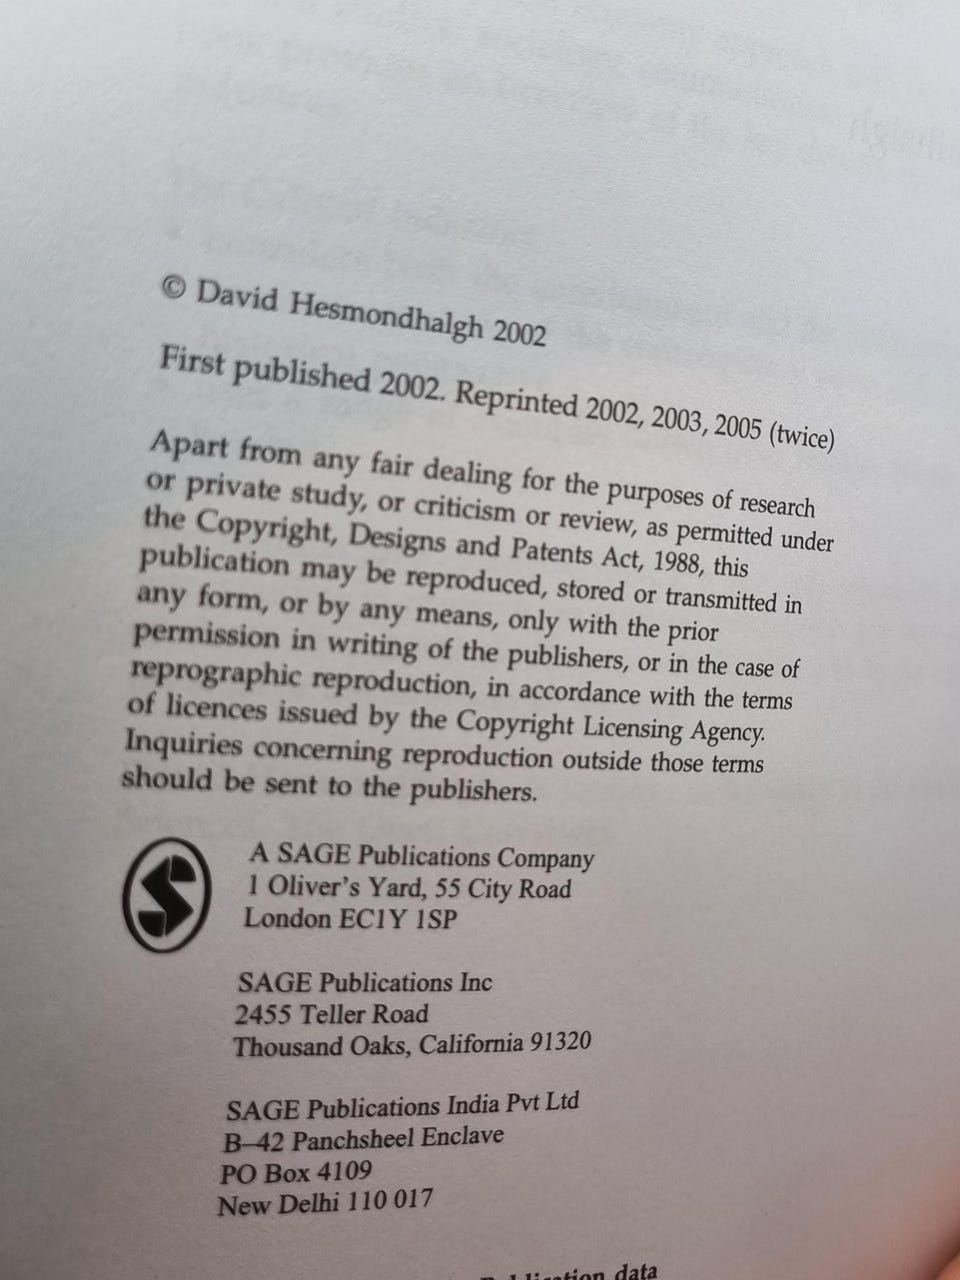 © David Hesmondhalgh 2002
First published 2002. Reprinted 2002, 2003, 2005 (twice)
Apart from any fair dealing for the purposes of research
or private study, or criticism or review, as permitted under
the Copyright, Designs and Patents Act, 1988, this
publication may be reproduced, stored or transmitted in
any form, or by any means, only with the prior
permission in writing of the publishers, or in the case of
reprographic reproduction, in accordance with the terms
of licences issued by the Copyright Licensing Agency.
Inquiries concerning reproduction outside those terms
should be sent to the publishers.
S
A SAGE Publications Company
1 Oliver's Yard, 55 City Road
London EC1Y 1SP
SAGE Publications Inc
2455 Teller Road
Thousand Oaks, California 91320
SAGE Publications India Pvt Ltd
B–42 Panchsheel Enclave
PO Box 4109
New Delhi 110 017
Publication data